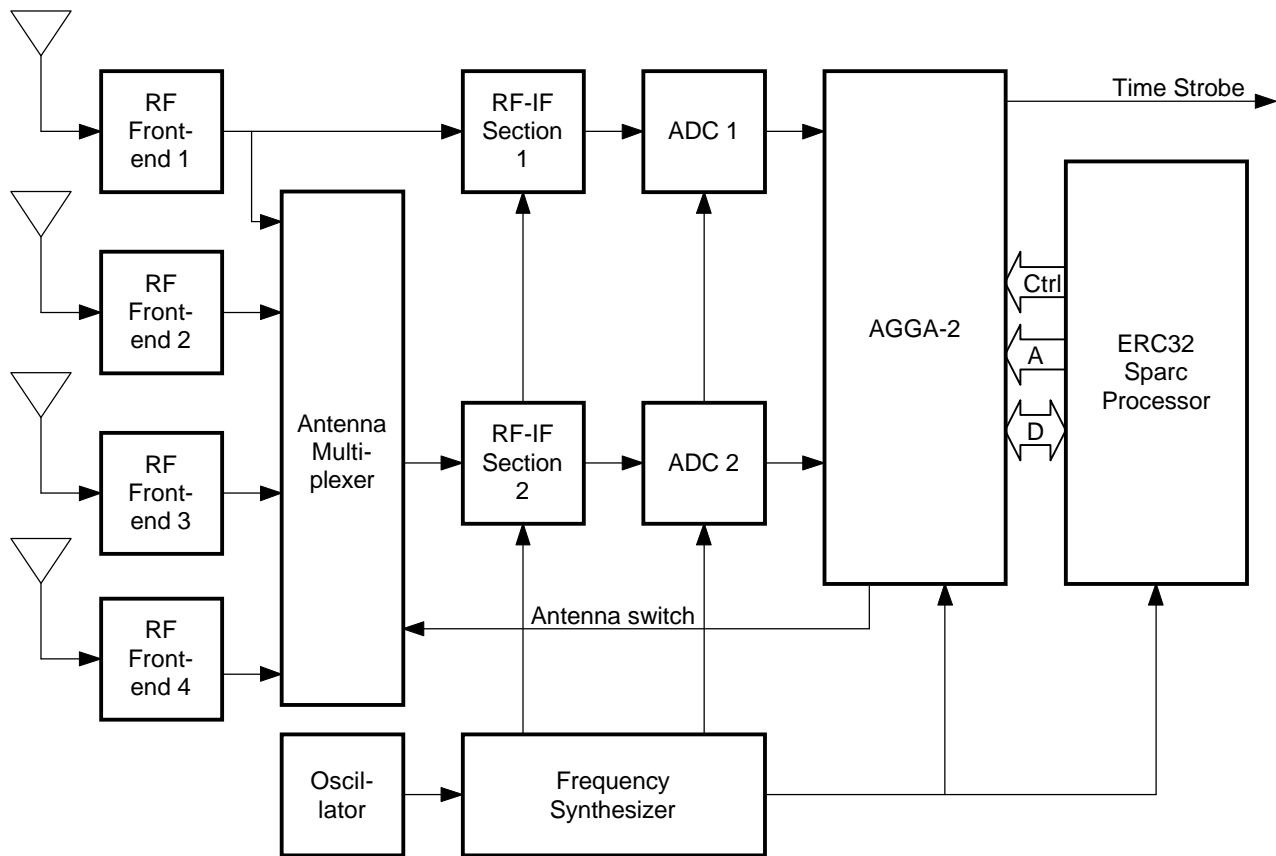 RF
Front-
end 1
RF-IF
Section
1
ADC 1
Time Strobe
RF
Front-
end 2
Antenna
Multi-
plexer
AGGA-2
Ctrl
A
D
ERC32
Sparc
Processor
RF
Front-
end 3
RF-IF
Section
2
ADC 2
RF
Front-
end 4
Antenna switch
Oscil-
lator
Frequency
Synthesizer